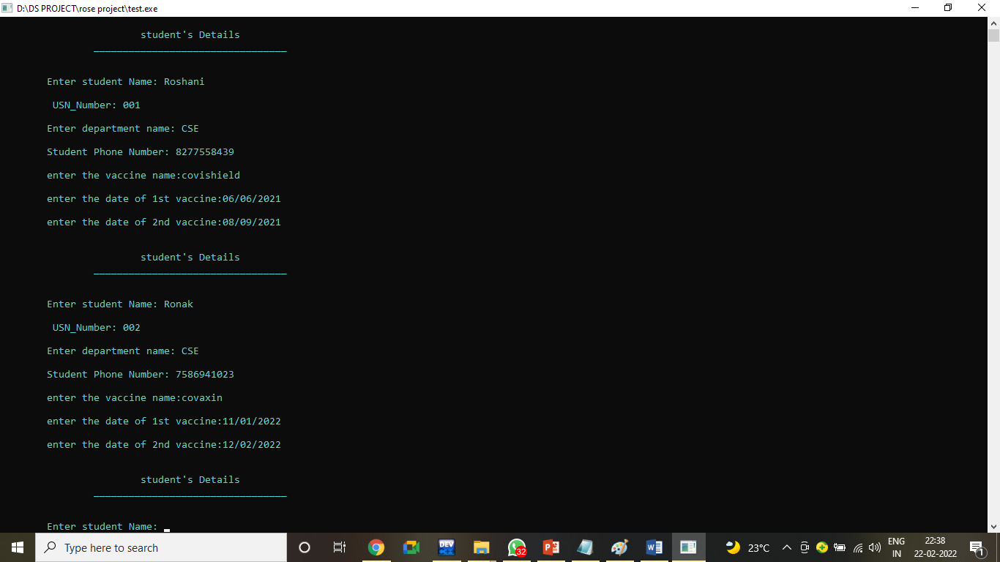 D:\DS PROJECT\rose project\test.exe
student's Details
_________________________________
Enter student Name: Roshani
USN_Number: 001
Enter department name: CSE
Student Phone Number: 8277558439
enter the vaccine name:covishield
enter the date of 1st vaccine:06/06/2021
enter the date of 2nd vaccine:08/09/2021
student's Details
_________________________________
Enter student Name: Ronak
USN_Number: 002
Enter department name: CSE
Student Phone Number: 7586941023
enter the vaccine name:covaxin
enter the date of 1st vaccine:11/01/2022
enter the date of 2nd vaccine:12/02/2022
student's Details
_________________________________
Enter student Name: _
Type here to search
DEV
32
23°C
ENG
IN
22:38
22-02-2022
1